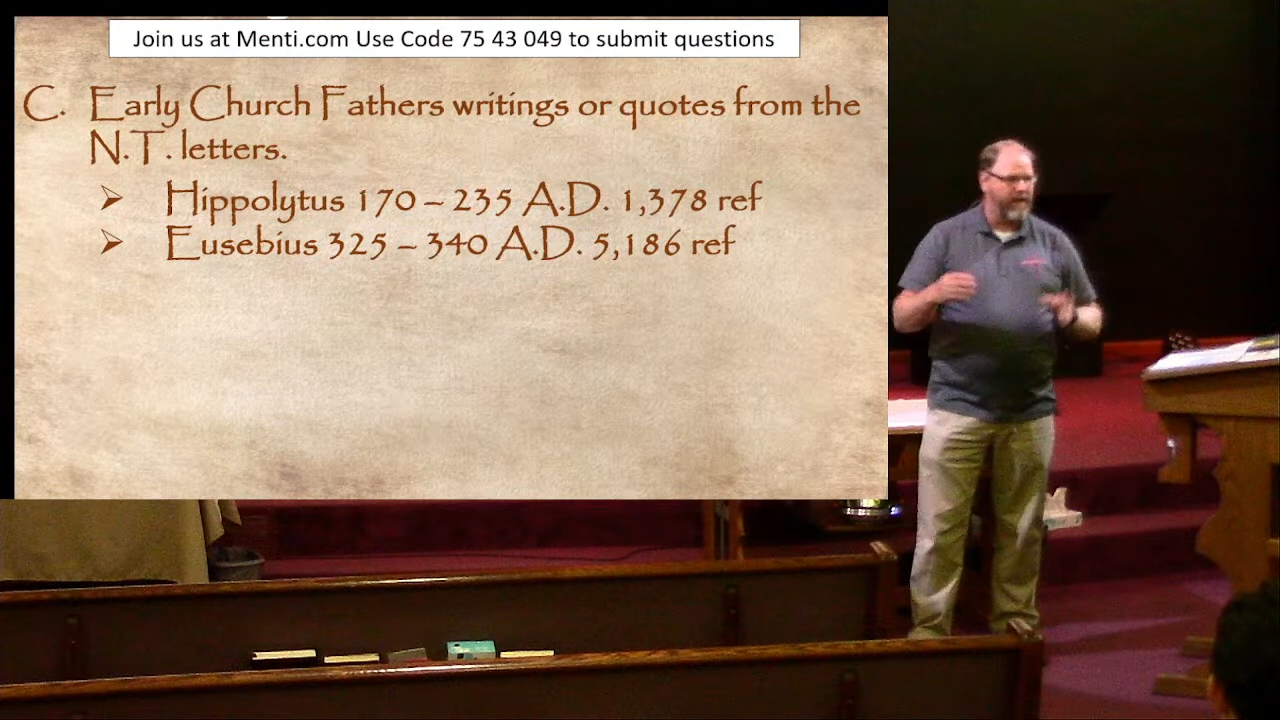 Join us at Menti.com Use Code 75 43 049 to submit questions
C. Early Church Fathers writings or quotes from the
N.T. letters.
➢ Hippolytus 170 – 235 A.D. 1,378 ref
➢ Eusebius 325 – 340 A.D. 5,186 ref